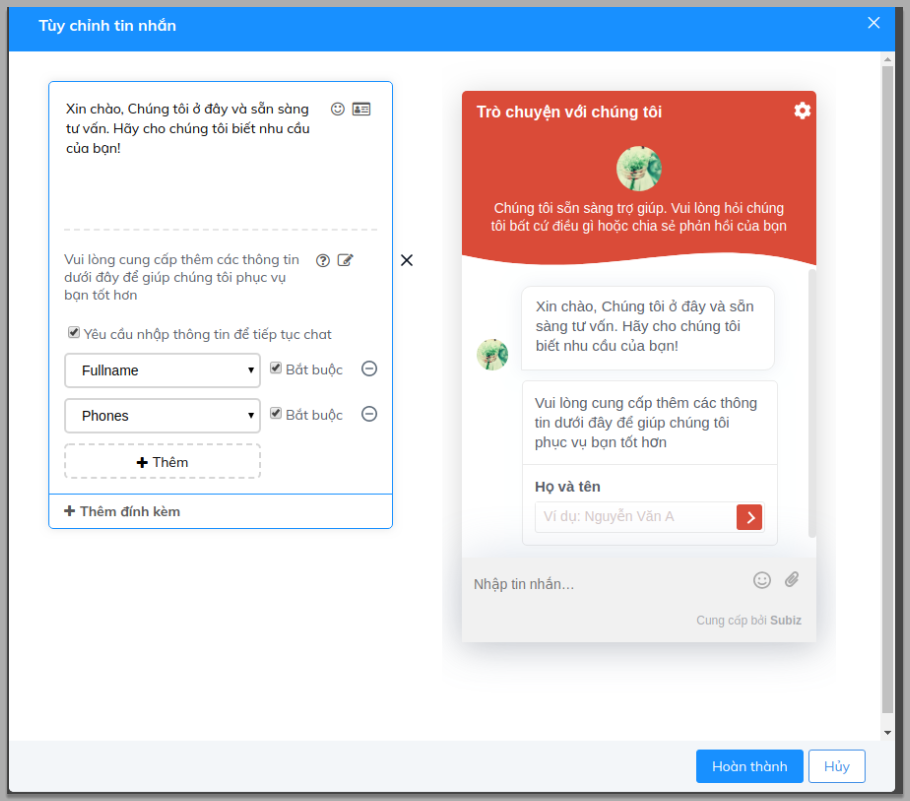 Tùy chỉnh tin nhắn
Xin chào, Chúng tôi ở đây và sẵn sàng
tư vấn. Hãy cho chúng tôi biết nhu cầu
của bạn!
Vui lòng cung cấp thêm các thông tin
dưới đây để giúp chúng tôi phục vụ
bạn tốt hơn
Yêu cầu nhập thông tin để tiếp tục chat
Fullname
Bắt buộc
Phones
Bắt buộc
Thêm
Thêm đính kèm
Trò chuyện với chúng tôi
Chúng tôi sẵn sàng trợ giúp. Vui lòng hỏi chúng
tôi bất cứ điều gì hoặc chia sẻ phản hồi của bạn
Xin chào, Chúng tôi ở đây và sẵn
sàng tư vấn. Hãy cho chúng tôi
biết nhu cầu của bạn!
Vui lòng cung cấp thêm các thông
tin dưới đây để giúp chúng tôi
phục vụ bạn tốt hơn
Họ và tên
Ví dụ: Nguyễn Văn A
Nhập tin nhắn...
Cung cấp bởi Subiz
Hoàn thành
Hủy